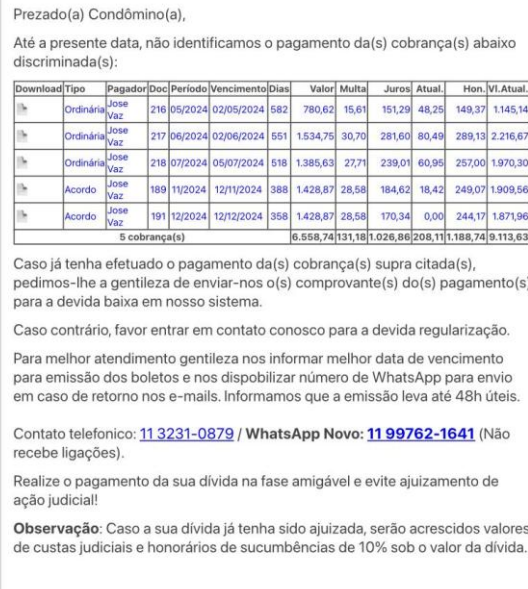 Prezado(a) Condômino(a),
Até a presente data, não identificamos o pagamento da(s) cobrança(s) abaixo
discriminada(s):
Download Tipo Pagador Doc Período Vencimento Dias Valor Multa Juros Atual. Hon. Vl.Atual.
Ordinária Jose Vaz 216 05/2024 02/05/2024 582 780,62 15,61 151,29 48,25 149,37 1.145,14
Ordinária Jose Vaz 217 06/2024 02/06/2024 551 1.534,75 30,70 281,60 80,49 289,13 2.216,67
Ordinária Jose Vaz 218 07/2024 05/07/2024 518 1.385,63 27,71 239,01 60,95 257,00 1.970,30
Acordo Jose Vaz 189 11/2024 12/11/2024 388 1.428,87 28,58 184,62 18,42 249,07 1.909,56
Acordo Jose Vaz 191 12/2024 12/12/2024 358 1.428,87 28,58 170,34 0,00 244,17 1.871,96
5 cobrança(s) 6.558,74 131,18 1.026,86 208,11 1.188,74 9.113,63
Caso já tenha efetuado o pagamento da(s) cobrança(s) supra citada(s),
pedimos-lhe a gentileza de enviar-nos o(s) comprovante(s) do(s) pagamento(s)
para a devida baixa em nosso sistema.
Caso contrário, favor entrar em contato conosco para a devida regularização.
Para melhor atendimento gentileza nos informar melhor data de vencimento
para emissão dos boletos e nos dispobilizar número de WhatsApp para envio
em caso de retorno nos e-mails. Informamos que a emissão leva até 48h úteis.
Contato telefonico: 11 3231-0879 / WhatsApp Novo: 11 99762-1641 (Não
recebe ligações).
Realize o pagamento da sua dívida na fase amigável e evite ajuizamento de
ação judicial!
Observação: Caso a sua dívida já tenha sido ajuizada, serão acrescidos valores
de custas judiciais e honorários de sucumbências de 10% sob o valor da dívida.